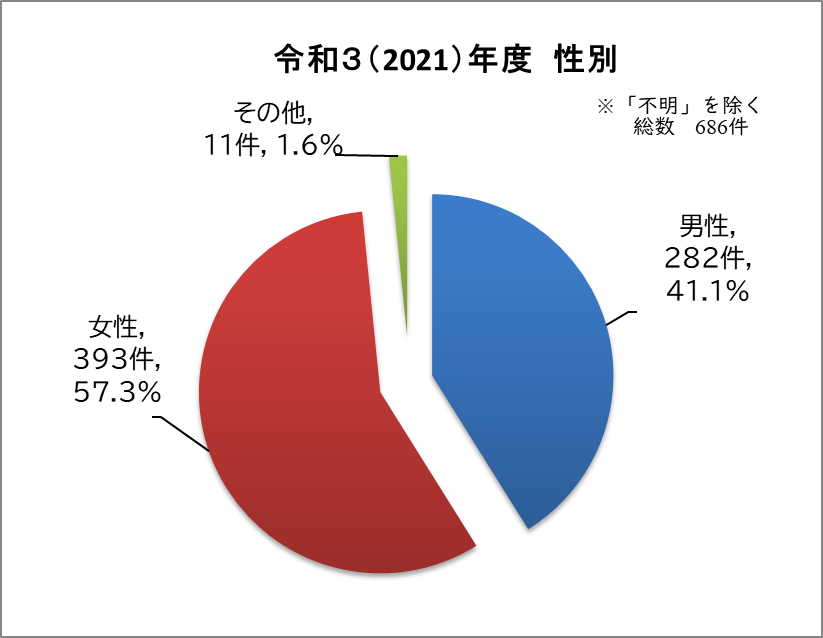 令和３（2021）年度　性別
※「不明」を除く
総数　686件
その他,
11件, 1.6%
男性,
282件,
41.1%
女性,
393件,
57.3%